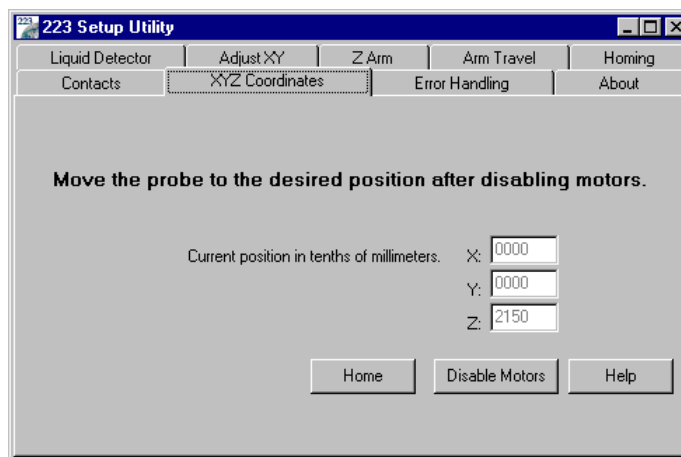 223 Setup Utility
Liquid Detector Adjust XY Z Arm Arm Travel Homing
Contacts XYZ Coordinates Error Handling About
Move the probe to the desired position after disabling motors.
Current position in tenths of millimeters. X: 0000
Y: 0000
Z: 2150
Home Disable Motors Help